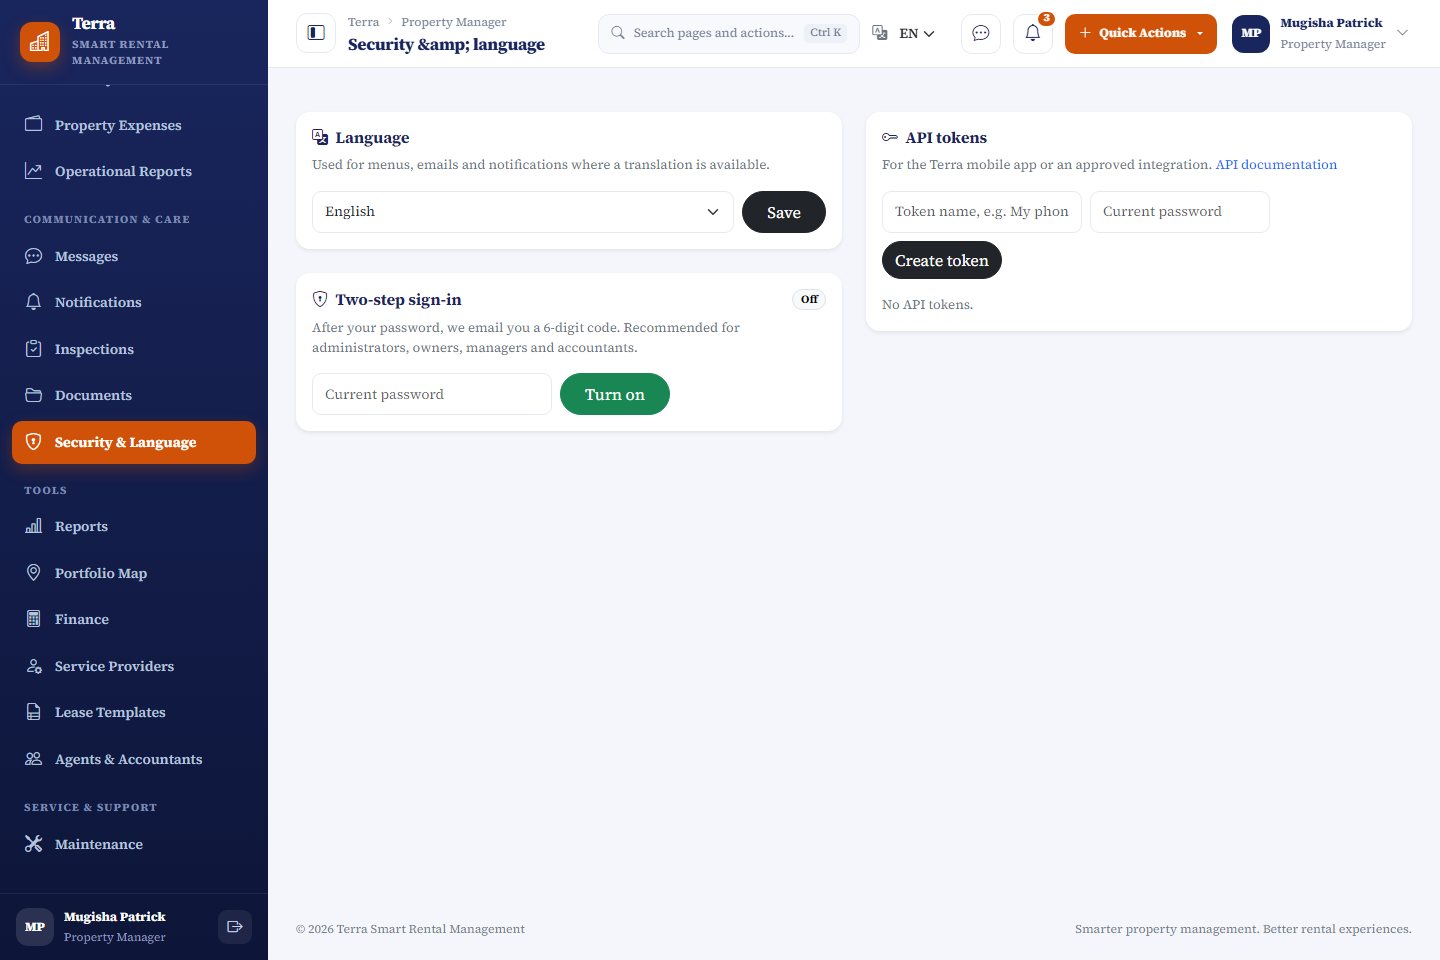 Terra
SMART RENTAL
MANAGEMENT
Property Expenses
Operational Reports
COMMUNICATION & CARE
Messages
Notifications
Inspections
Documents
Security & Language
TOOLS
Reports
Portfolio Map
Finance
Service Providers
Lease Templates
Agents & Accountants
SERVICE & SUPPORT
Maintenance
MP
Mugisha Patrick
Property Manager
Terra > Property Manager
Security &amp; language
Search pages and actions... Ctrl K
EN
3
+ Quick Actions
MP
Mugisha Patrick
Property Manager
Language
Used for menus, emails and notifications where a translation is available.
English
Save
Two-step sign-in
Off
After your password, we email you a 6-digit code. Recommended for
administrators, owners, managers and accountants.
Current password
Turn on
API tokens
For the Terra mobile app or an approved integration. API documentation
Token name, e.g. My phon
Current password
Create token
No API tokens.
© 2026 Terra Smart Rental Management
Smarter property management. Better rental experiences.